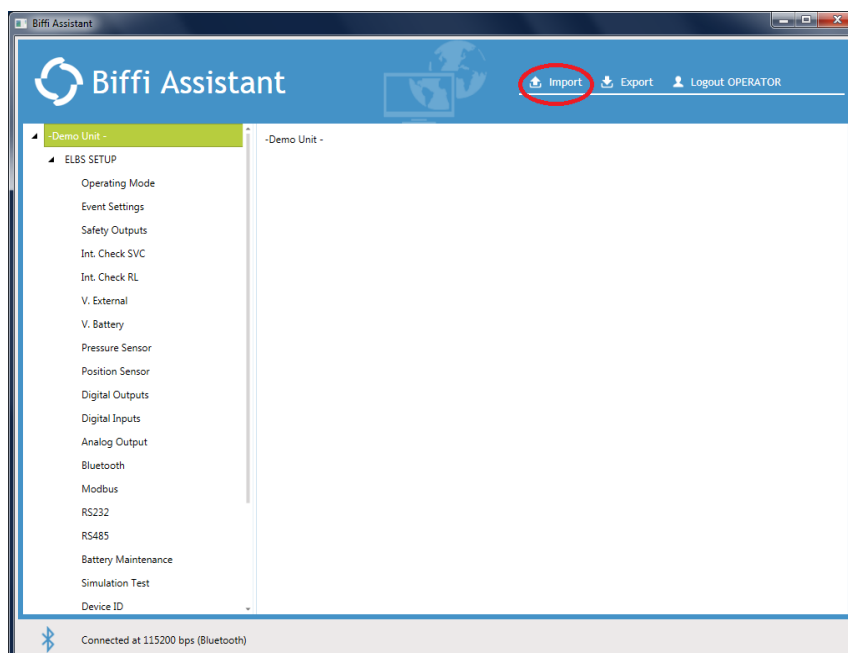 Biffi Assistant
Biffi Assistant
Import Export Logout OPERATOR
-Demo Unit -
ELBS SETUP
Operating Mode
Event Settings
Safety Outputs
Int. Check SVC
Int. Check RL
V. External
V. Battery
Pressure Sensor
Position Sensor
Digital Outputs
Digital Inputs
Analog Output
Bluetooth
Modbus
RS232
RS485
Battery Maintenance
Simulation Test
Device ID
-Demo Unit -
Connected at 115200 bps (Bluetooth)